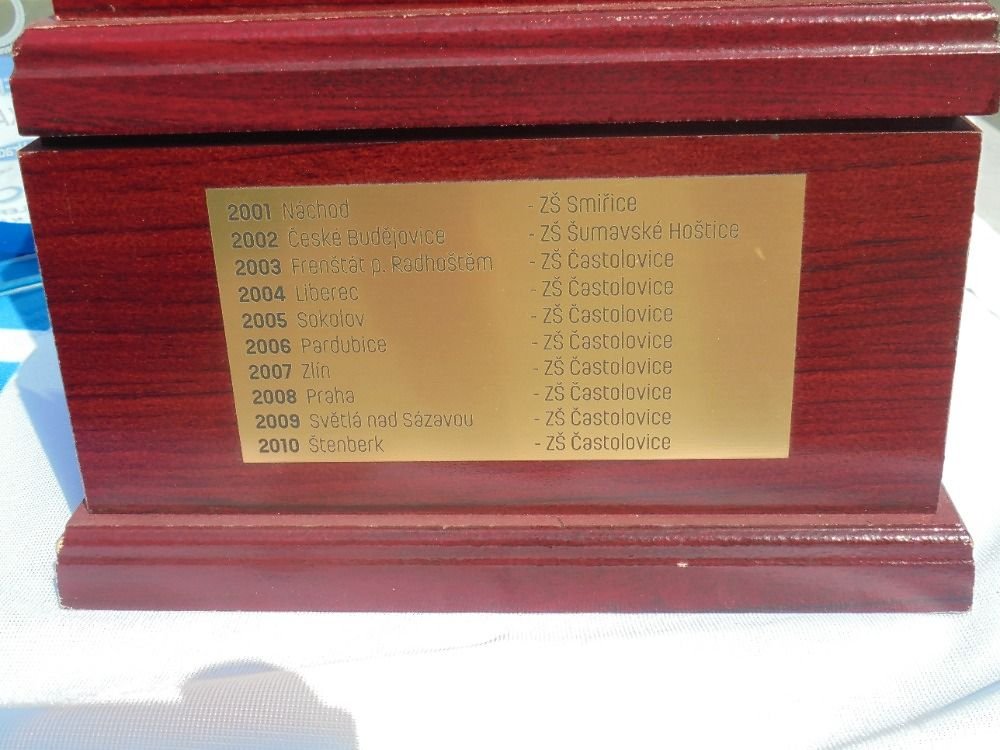 2001 Náchod - ZŠ Smiřice
2002 České Budějovice - ZŠ Šumavské Hoštice
2003 Frenštát p. Radhoštěm - ZŠ Častolovice
2004 Liberec - ZŠ Častolovice
2005 Sokolov - ZŠ Častolovice
2006 Pardubice - ZŠ Častolovice
2007 Zlín - ZŠ Častolovice
2008 Praha - ZŠ Častolovice
2009 Světlá nad Sázavou - ZŠ Častolovice
2010 Štenberk - ZŠ Častolovice